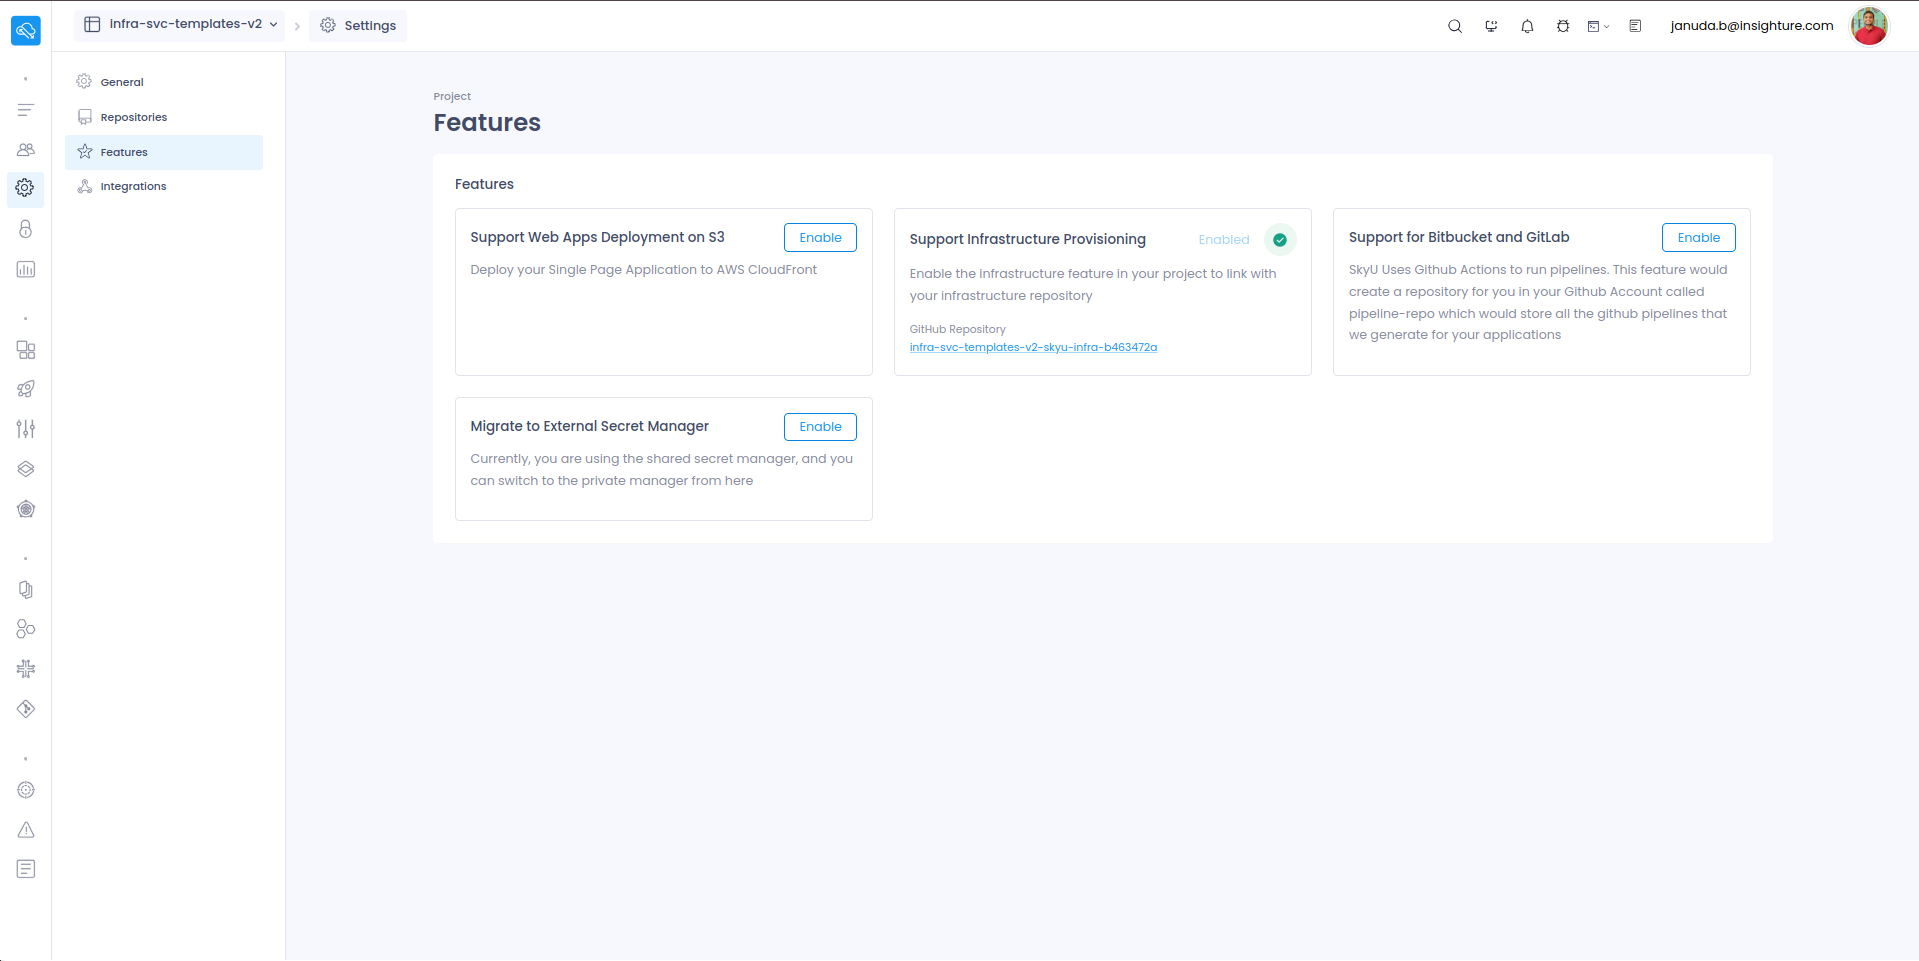 infra-svc-templates-v2
Settings
januda.b@insighture.com
General
Repositories
Features
Integrations
Project
Features
Features
Support Web Apps Deployment on S3
Enable
Deploy your Single Page Application to AWS CloudFront
Support Infrastructure Provisioning
Enabled
Enable the infrastructure feature in your project to link with
your infrastructure repository
GitHub Repository
infra-svc-templates-v2-skyu-infra-b463472a
Support for Bitbucket and GitLab
Enable
SkyU Uses Github Actions to run pipelines. This feature would
create a repository for you in your Github Account called
pipeline-repo which would store all the github pipelines that
we generate for your applications
Migrate to External Secret Manager
Enable
Currently, you are using the shared secret manager, and you
can switch to the private manager from here